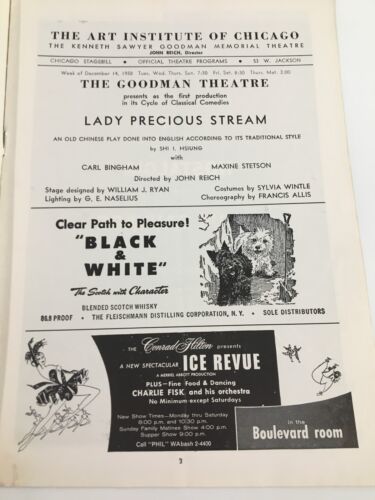 THE ART INSTITUTE OF CHICAGO
THE KENNETH SAWYER GOODMAN MEMORIAL THEATRE
JOHN REICH, Director
CHICAGO STAGEBILL • OFFICIAL THEATRE PROGRAMS • 53 W. JACKSON
Week of December 14, 1958 Tues. Wed. Thurs. Sun. 7:30 Fri. Sat. 8:30 Thurs. Mat. 2:00
THE GOODMAN THEATRE
presents as the first production
in its Cycle of Classical Comedies
LADY PRECIOUS STREAM
AN OLD CHINESE PLAY DONE INTO ENGLISH ACCORDING TO ITS TRADITIONAL STYLE
by SHI I. HSIUNG
with
CARL BINGHAM MAXINE STETSON
Directed by JOHN REICH
Stage designed by WILLIAM J. RYAN Costumes by SYLVIA WINTLE
Lighting by G. E. NASELIUS Choreography by FRANCIS ALLIS
Clear Path to Pleasure!
"BLACK
&
WHITE"
The Scotch with Character
BLENDED SCOTCH WHISKY
86.8 PROOF • THE FLEISCHMANN DISTILLING CORPORATION, N. Y. • SOLE DISTRIBUTORS
THE Conrad Hilton presents
A NEW SPECTACULAR ICE REVUE
A MERRIEL ABBOTT PRODUCTION
PLUS—Fine Food & Dancing
CHARLIE FISK and his orchestra
No Minimum-except Saturdays
New Show Times—Monday thru Saturday
8:00 p.m. and 10:30 p.m.
Sunday Family Matinee Show 4:00 p.m.
Supper Show 9:00 p.m.
Call "PHIL" WAbash 2-4400
in the
Boulevard room
3